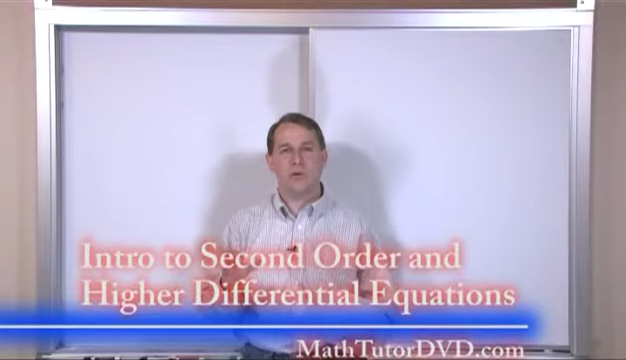 Intro to Second Order and
Higher Differential Equations
MathTutorDVD.com